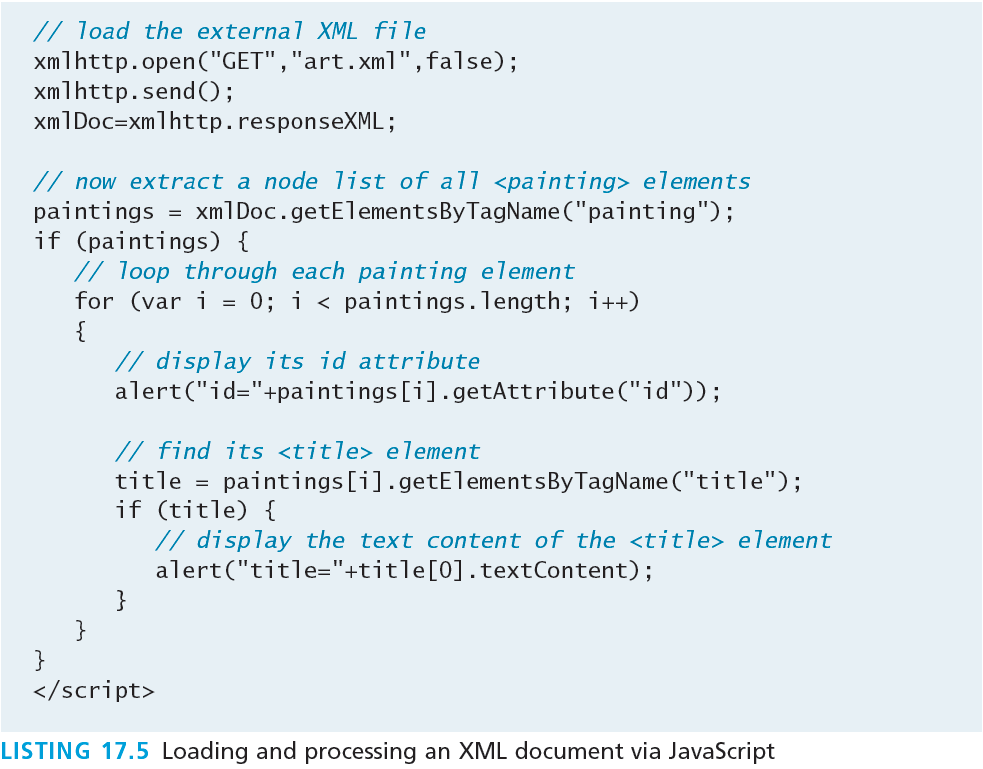 // load the external XML file
xmlhttp.open("GET","art.xml",false);
xmlhttp.send();
xmlDoc=xmlhttp.responseXML;

// now extract a node list of all <painting> elements
paintings = xmlDoc.getElementsByTagName("painting");
if (paintings) {
   // loop through each painting element
   for (var i = 0; i < paintings.length; i++)
   {
      // display its id attribute
      alert("id="+paintings[i].getAttribute("id"));

      // find its <title> element
      title = paintings[i].getElementsByTagName("title");
      if (title) {
         // display the text content of the <title> element
         alert("title="+title[0].textContent);
      }
   }
}
</script>
LISTING 17.5 Loading and processing an XML document via JavaScript